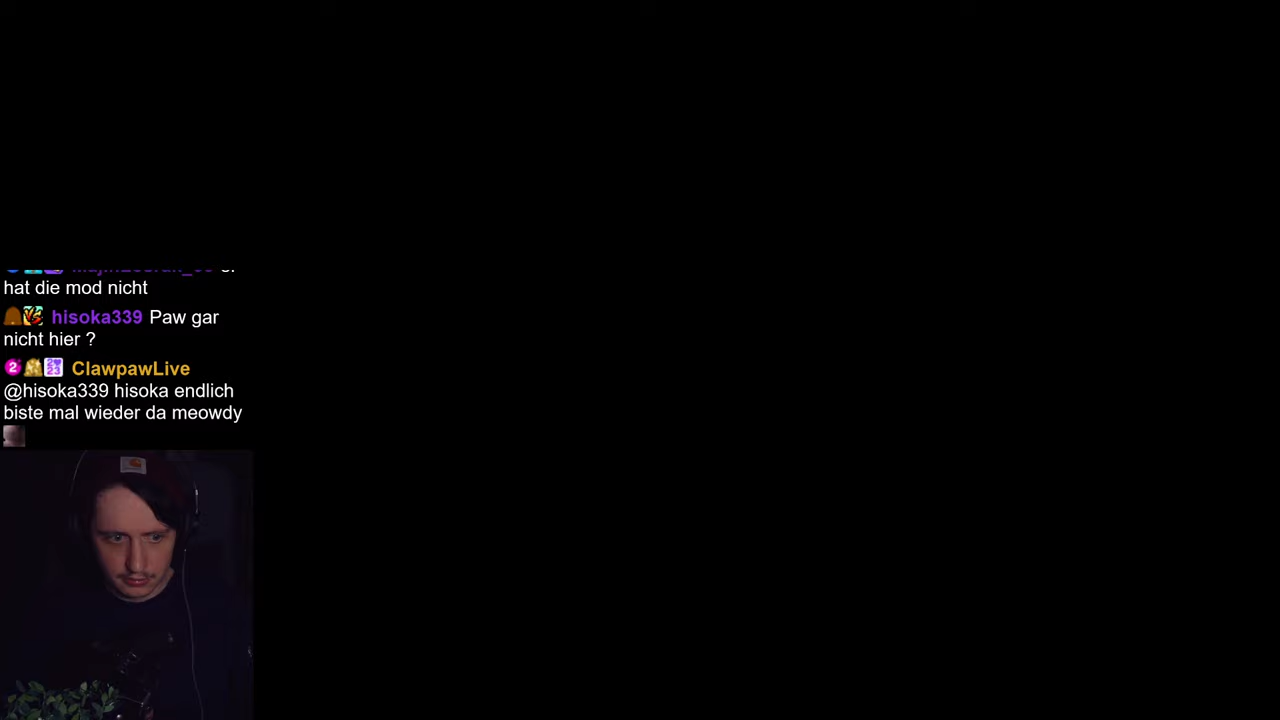 hat die mod nicht
hisoka339 Paw gar
nicht hier ?
ClawpawLive
@hisoka339 hisoka endlich
biste mal wieder da meowdy